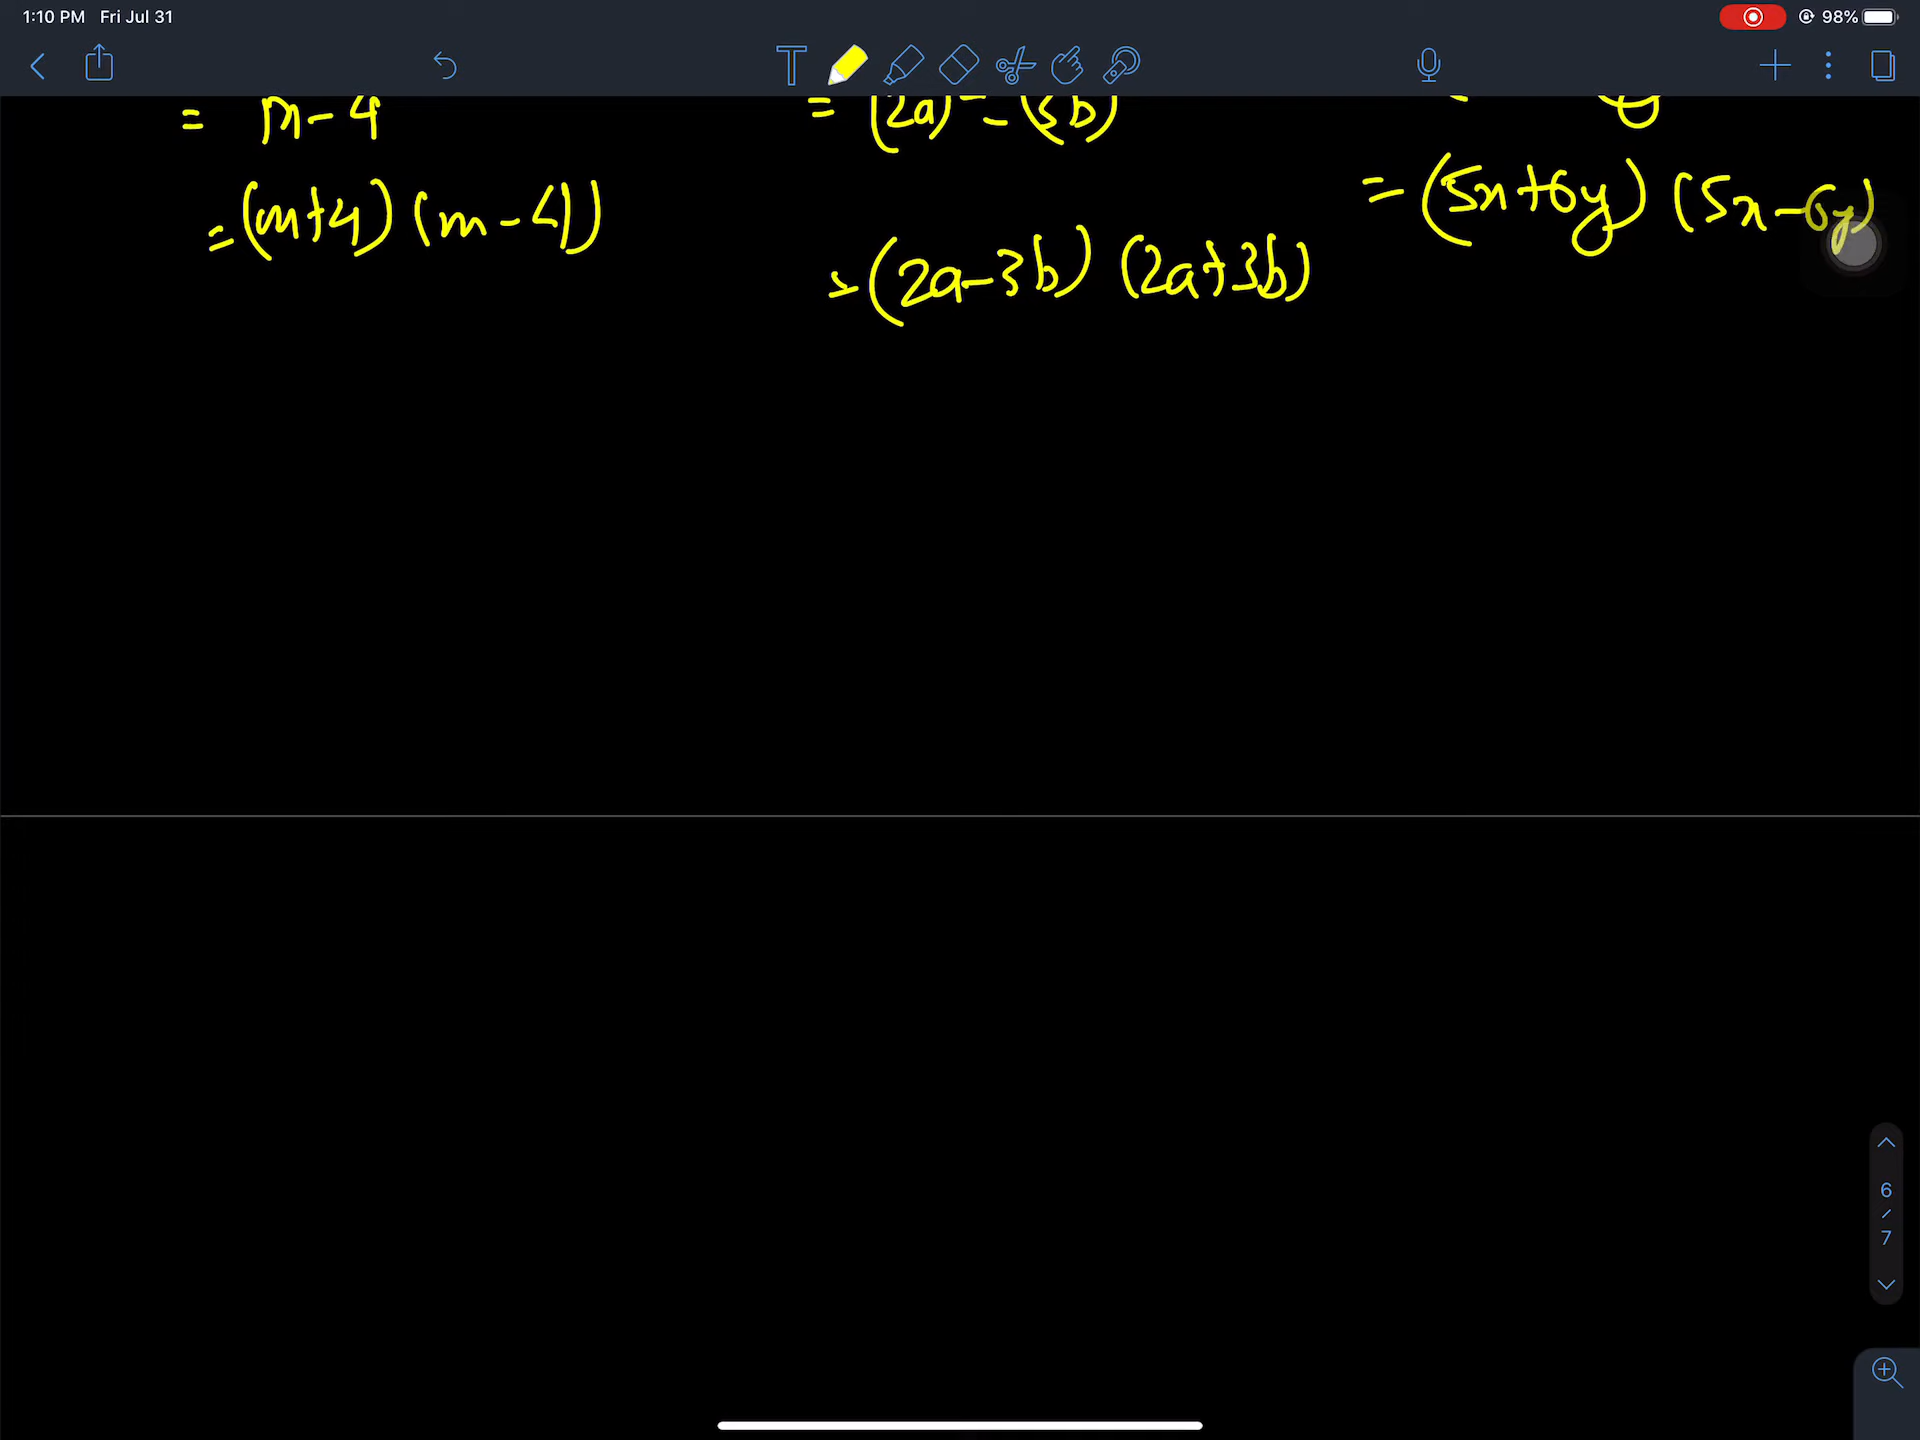 1:10 PM Fri Jul 31
98%
= m - 4
= (m+4) (m - 4)
= (2a)² - (3b)
= (2a-3b) (2a+3b)
= (5x+6y) (5x-6y)
6
/
7